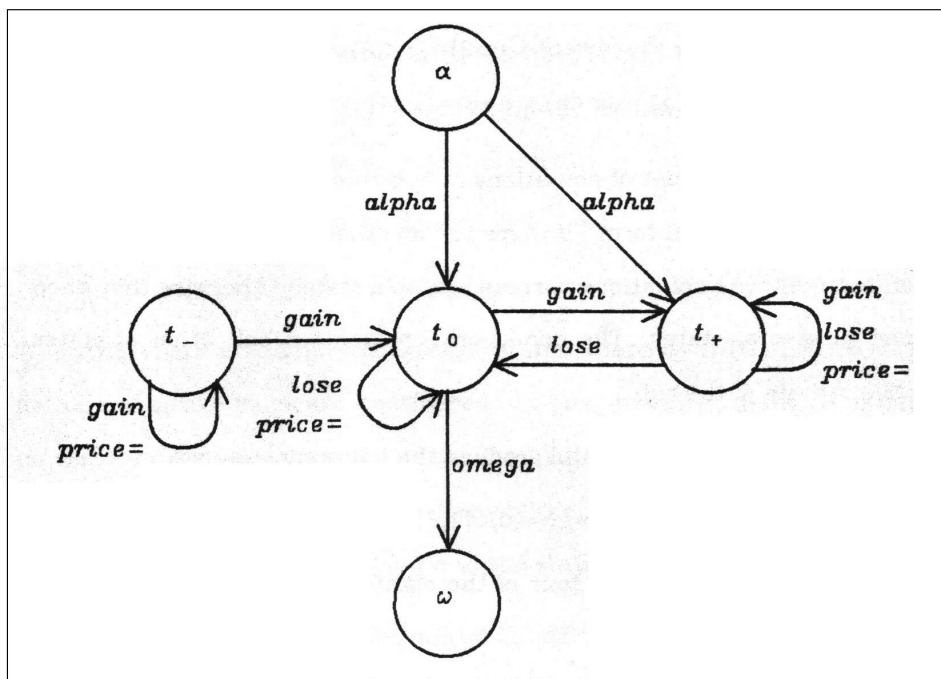 α
alpha
alpha
gain
gain
gain
t-
t0
lose
t+
lose
price=
lose
gain
price=
price=
omega
ω